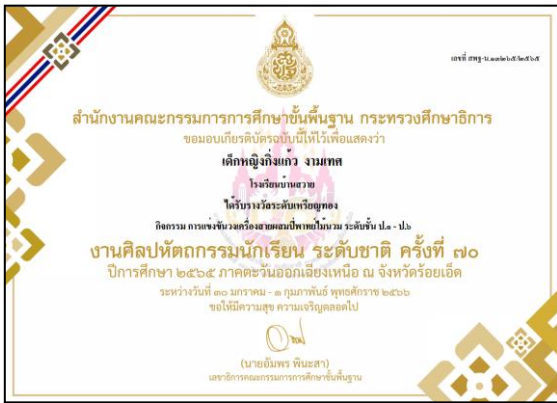 สำนักงานคณะกรรมการการศึกษาขั้นพื้นฐาน กระทรวงศึกษาธิการ
ขอมอบเกียรติบัตรฉบับนี้ให้ไว้เพื่อแสดงว่า
เด็กหญิงกิ่งแก้ว งามเทศ
โรงเรียนบ้านสวาย
ได้รับรางวัลระดับเหรียญทอง
กิจกรรม การแข่งขันวงเครื่องสายผสมปี่พาทย์ไม้นวม ระดับชั้น ป.๑ - ป.๖
งานศิลปหัตถกรรมนักเรียน ระดับชาติ ครั้งที่ ๗๐
ปีการศึกษา ๒๕๖๕ ภาคตะวันออกเฉียงเหนือ ณ จังหวัดร้อยเอ็ด
ระหว่างวันที่ ๓๐ มกราคม - ๑ กุมภาพันธ์ พุทธศักราช ๒๕๖๖
ขอให้มีความสุข ความเจริญตลอดไป
(นายอัมพร พินะสา)
เลขาธิการคณะกรรมการการศึกษาขั้นพื้นฐาน